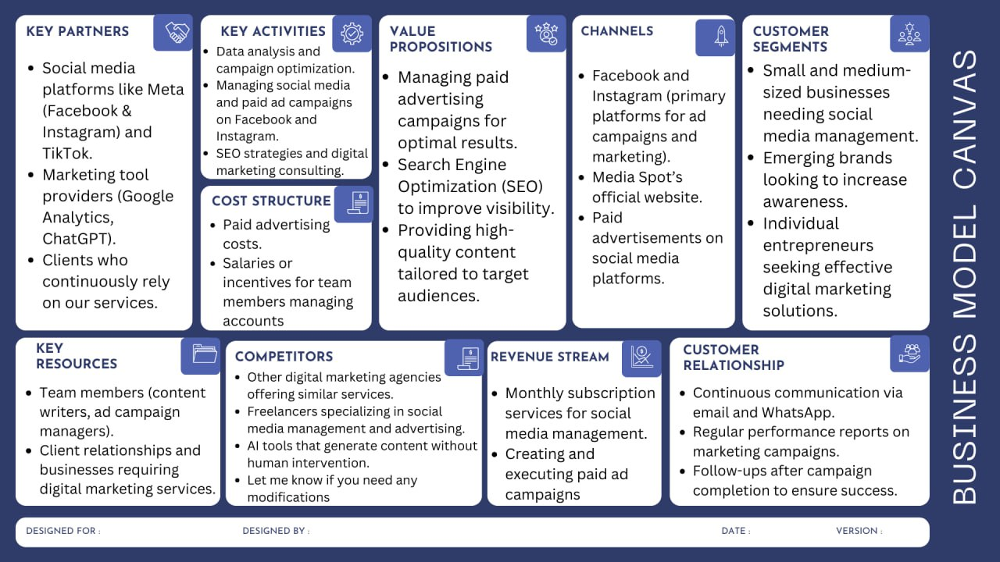 KEY PARTNERS
• Social media
platforms like Meta
(Facebook &
Instagram) and
TikTok.
• Marketing tool
providers (Google
Analytics,
ChatGPT).
• Clients who
continuously rely
on our services.
KEY ACTIVITIES
• Data analysis and
campaign optimization.
• Managing social media
and paid ad campaigns
on Facebook and
Instagram.
• SEO strategies and digital
marketing consulting.
COST STRUCTURE
• Paid advertising
costs.
• Salaries or
incentives for team
members managing
accounts
VALUE
PROPOSITIONS
• Managing paid
advertising
campaigns for
optimal results.
• Search Engine
Optimization (SEO)
to improve visibility.
• Providing high-
quality content
tailored to target
audiences.
CHANNELS
• Facebook and
Instagram (primary
platforms for ad
campaigns and
marketing).
• Media Spot’s
official website.
• Paid
advertisements on
social media
platforms.
CUSTOMER
SEGMENTS
• Small and medium-
sized businesses
needing social
media management.
• Emerging brands
looking to increase
awareness.
• Individual
entrepreneurs
seeking effective
digital marketing
solutions.
KEY
RESOURCES
• Team members (content
writers, ad campaign
managers).
• Client relationships and
businesses requiring
digital marketing services.
COMPETITORS
• Other digital marketing agencies
offering similar services.
• Freelancers specializing in social
media management and advertising.
• AI tools that generate content without
human intervention.
• Let me know if you need any
modifications
REVENUE STREAM
• Monthly subscription
services for social
media management.
• Creating and
executing paid ad
campaigns
CUSTOMER
RELATIONSHIP
• Continuous communication via
email and WhatsApp.
• Regular performance reports on
marketing campaigns.
• Follow-ups after campaign
completion to ensure success.
BUSINESS MODEL CANVAS
DESIGNED FOR :
DESIGNED BY :
DATE :
VERSION :